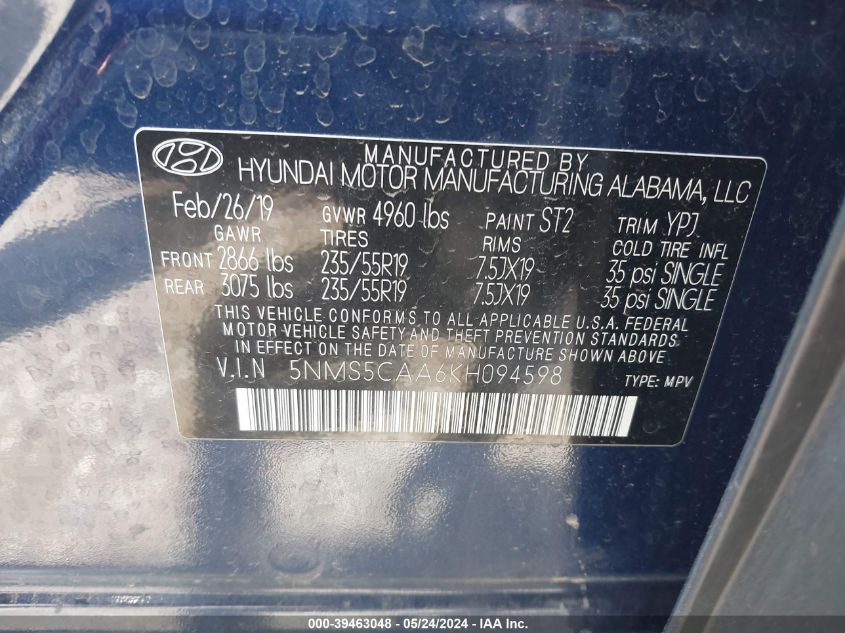 MANUFACTURED BY
HYUNDAI MOTOR MANUFACTURING ALABAMA, LLC
Feb/26/19 GVWR 4960 lbs PAINT ST2 TRIM YPJ
GAWR TIRES RIMS COLD TIRE INFL
FRONT 2866 lbs 235/55R19 7.5JX19 35 psi SINGLE
REAR 3075 lbs 235/55R19 7.5JX19 35 psi SINGLE
THIS VEHICLE CONFORMS TO ALL APPLICABLE U.S.A. FEDERAL
MOTOR VEHICLE SAFETY AND THEFT PREVENTION STANDARDS
IN EFFECT ON THE DATE OF MANUFACTURE SHOWN ABOVE.
V.I.N 5NMS5CAA6KH094598 TYPE: MPV
000-39463048 - 05/24/2024 - IAA Inc.